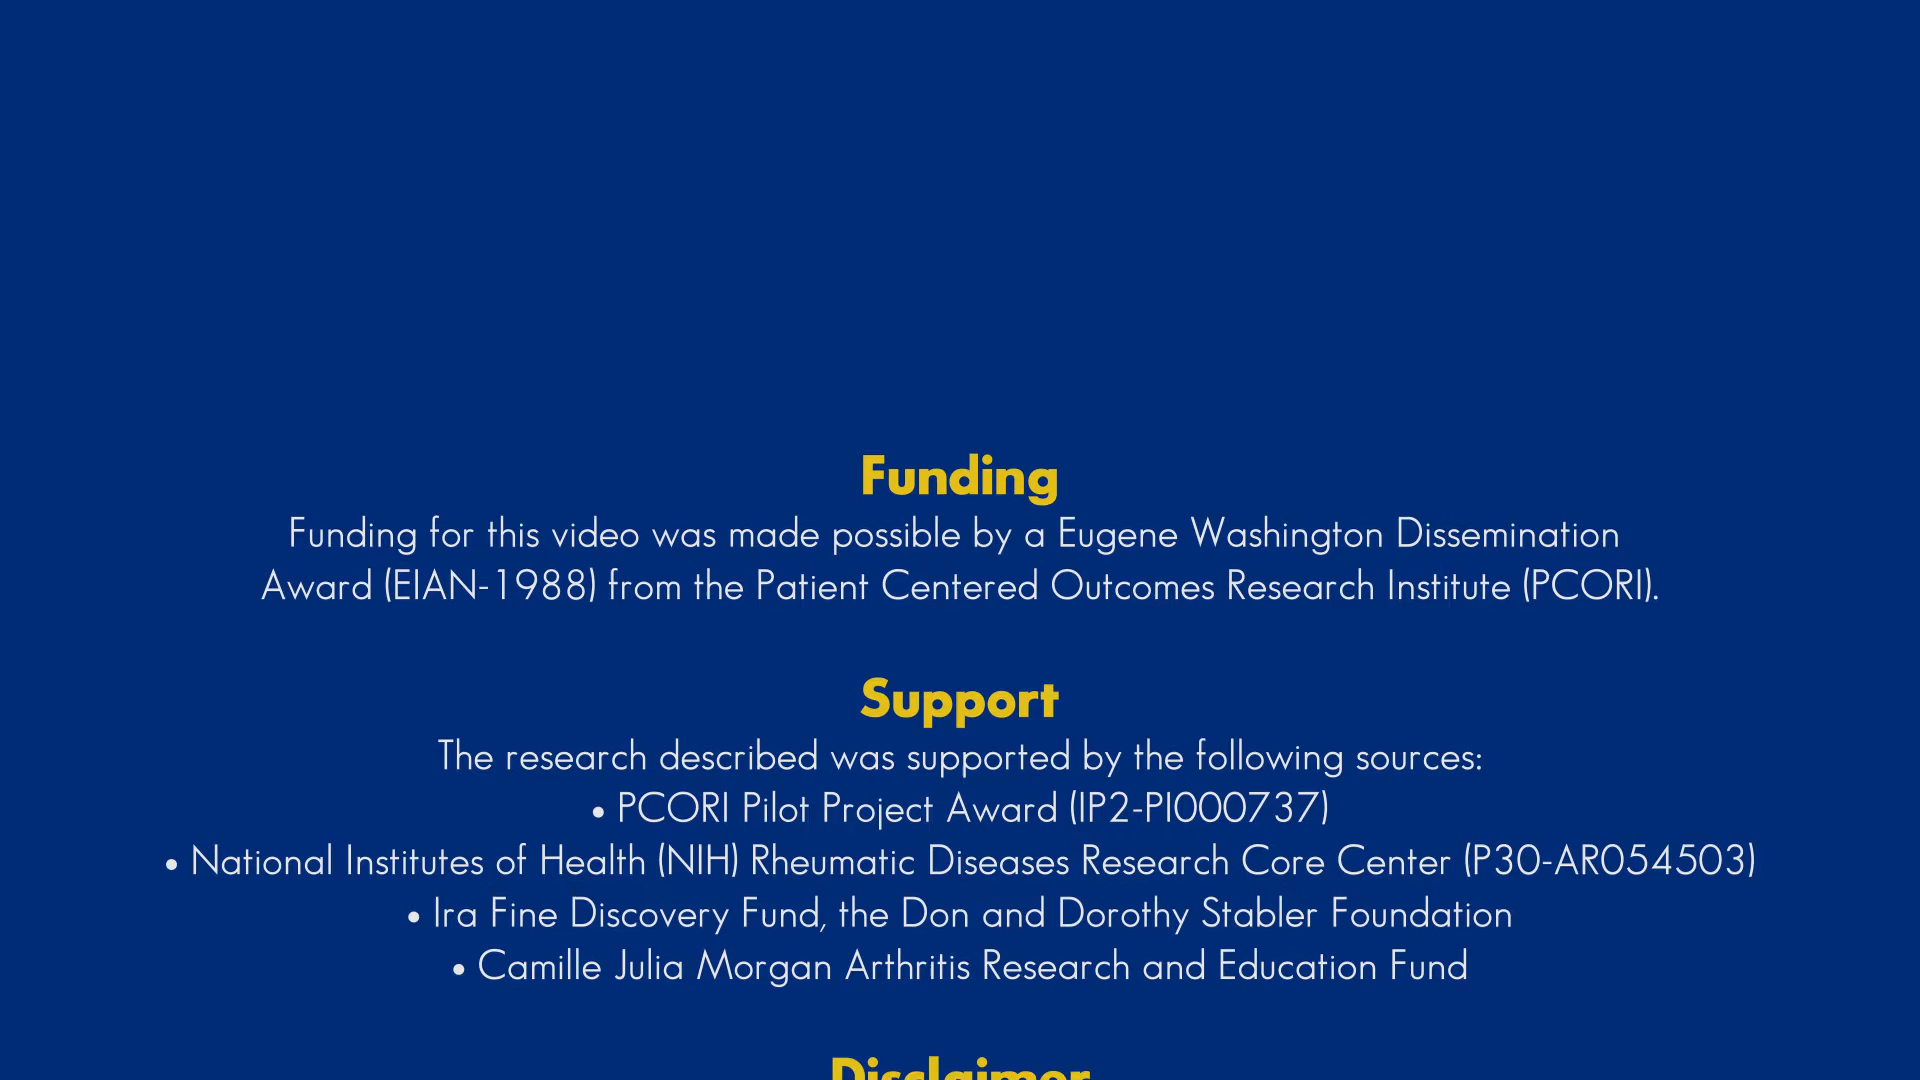 Funding
Funding for this video was made possible by a Eugene Washington Dissemination
Award (EIAN-1988) from the Patient Centered Outcomes Research Institute (PCORI).
Support
The research described was supported by the following sources:
• PCORI Pilot Project Award (IP2-PI000737)
• National Institutes of Health (NIH) Rheumatic Diseases Research Core Center (P30-AR054503)
• Ira Fine Discovery Fund, the Don and Dorothy Stabler Foundation
• Camille Julia Morgan Arthritis Research and Education Fund
Disclaimer